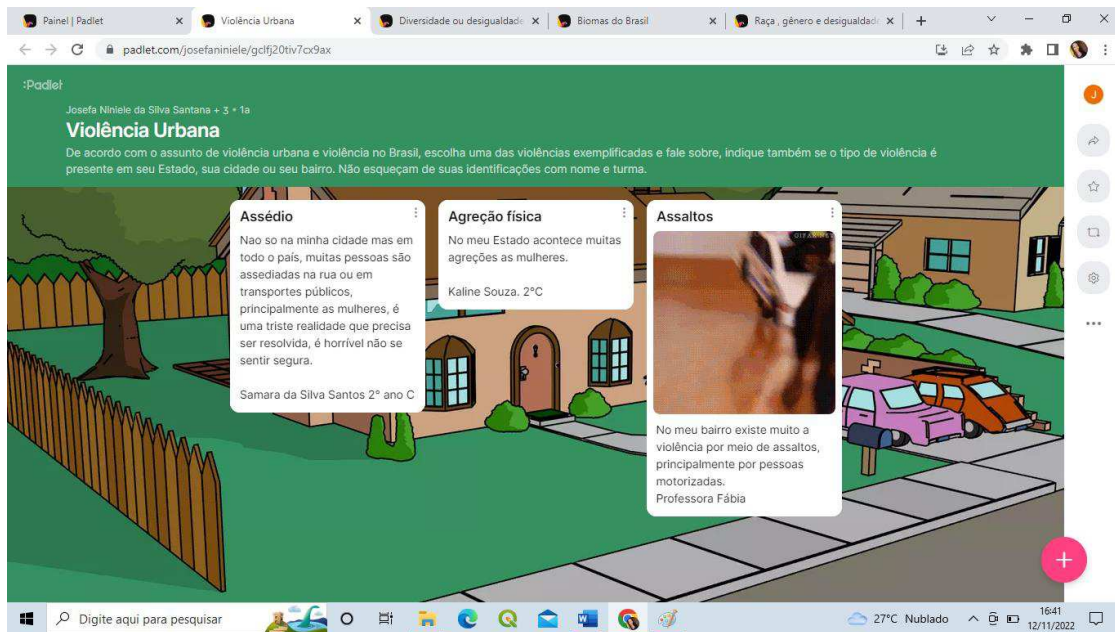 Painel | Padlet
Violência Urbana
Diversidade ou desigualdade
Biomas do Brasil
Raça , gênero e desigualdade
padlet.com/josefaniniele/gclfj20tiv7cx9ax
:Padlet
J
Josefa Niniele da Silva Santana + 3 • 1a
Violência Urbana
De acordo com o assunto de violência urbana e violência no Brasil, escolha uma das violências exemplificadas e fale sobre, indique também se o tipo de violência é
presente em seu Estado, sua cidade ou seu bairro. Não esqueçam de suas identificações com nome e turma.
Assédio
Nao so na minha cidade mas em
todo o país, muitas pessoas são
assediadas na rua ou em
transportes públicos,
principalmente as mulheres, é
uma triste realidade que precisa
ser resolvida, é horrível não se
sentir segura.
Samara da Silva Santos 2° ano C
Agreção física
No meu Estado acontece muitas
agreções as mulheres.
Kaline Souza. 2°C
Assaltos
No meu bairro existe muito a
violência por meio de assaltos,
principalmente por pessoas
motorizadas.
Professora Fábia
Digite aqui para pesquisar
27°C Nublado
16:41
12/11/2022